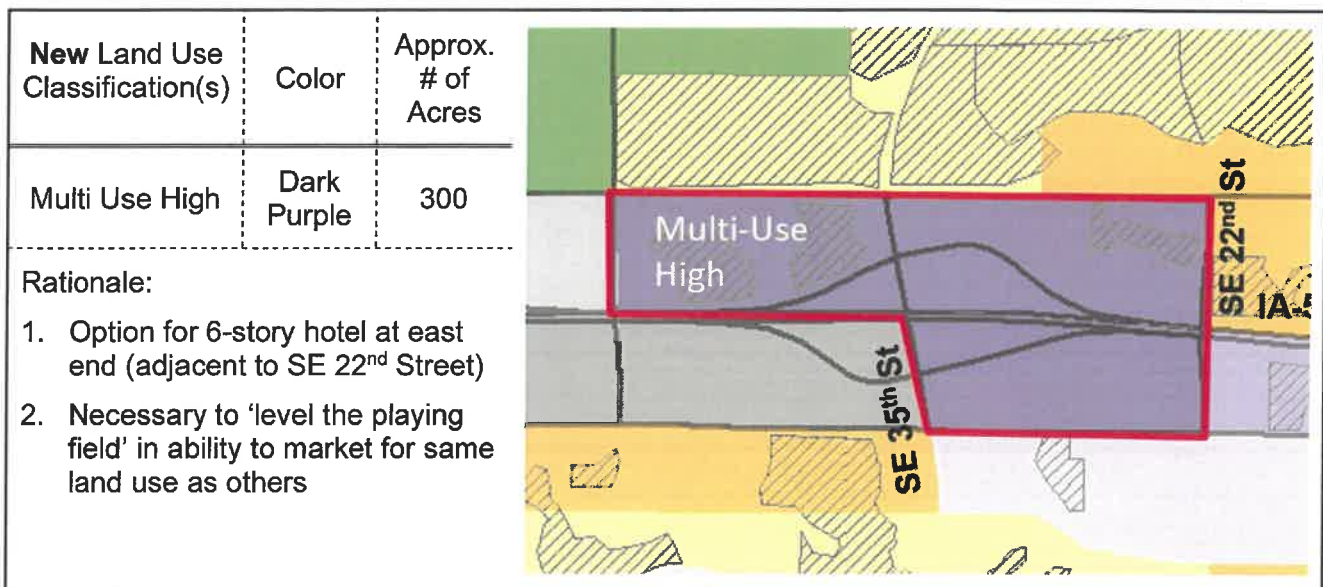 New Land Use
Classification(s)
Color
Approx.
# of
Acres
Multi Use High
Dark
Purple
300
Rationale:
1. Option for 6-story hotel at east
end (adjacent to SE 22nd Street)
2. Necessary to 'level the playing
field' in ability to market for same
land use as others
Multi-Use
High
SE 22nd St
SE 35th St